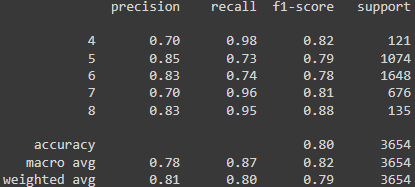 precision recall f1-score support
4 0.70 0.98 0.82 121
5 0.85 0.73 0.79 1074
6 0.83 0.74 0.78 1648
7 0.70 0.96 0.81 676
8 0.83 0.95 0.88 135
accuracy 0.80 3654
macro avg 0.78 0.87 0.82 3654
weighted avg 0.81 0.80 0.79 3654